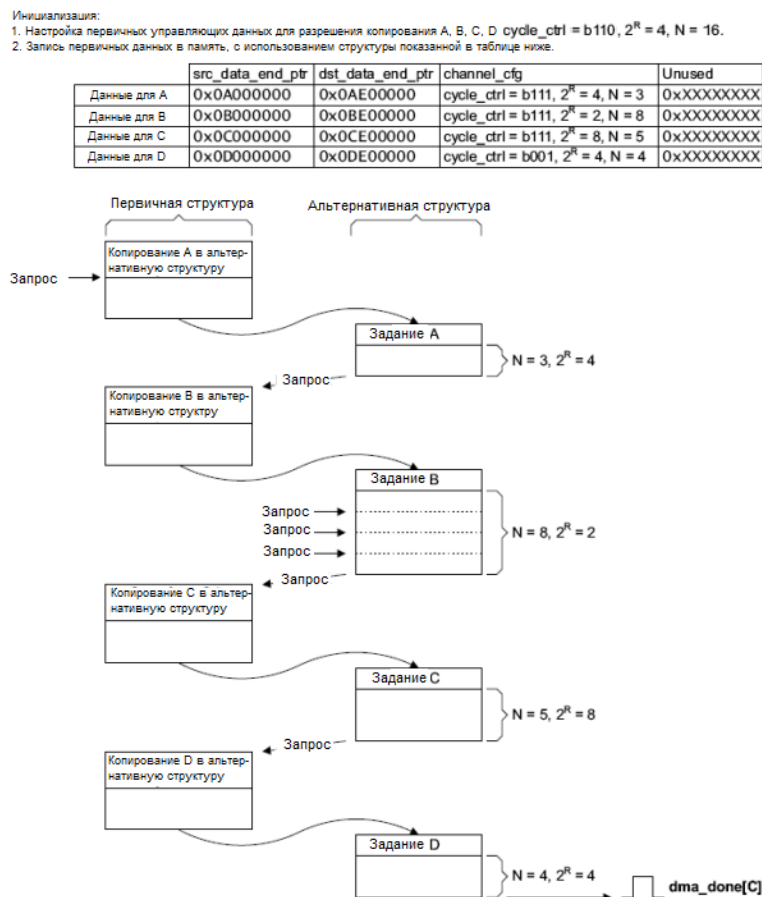 Инициализация:
1. Настройка первичных управляющих данных для разрешения копирования A, B, C, D cycle_ctrl = b110, 2^R = 4, N = 16.
2. Запись первичных данных в память, с использованием структуры показанной в таблице ниже.
src_data_end_ptr dst_data_end_ptr channel_cfg Unused
Данные для A 0x0A000000 0x0AE00000 cycle_ctrl = b111, 2^R = 4, N = 3 0xXXXXXXXX
Данные для B 0x0B000000 0x0BE00000 cycle_ctrl = b111, 2^R = 2, N = 8 0xXXXXXXXX
Данные для C 0x0C000000 0x0CE00000 cycle_ctrl = b111, 2^R = 8, N = 5 0xXXXXXXXX
Данные для D 0x0D000000 0x0DE00000 cycle_ctrl = b001, 2^R = 4, N = 4 0xXXXXXXXX
Первичная структура Альтернативная структура
Копирование A в альтер-
нативную структуру
Запрос
Задание A
N = 3, 2^R = 4
Запрос
Копирование B в альтер-
нативную структру
Задание B
Запрос
Запрос
Запрос
N = 8, 2^R = 2
Запрос
Копирование C в альтер-
нативную структуру
Задание C
N = 5, 2^R = 8
Запрос
Копирование D в альтер-
нативную структуру
Задание D
N = 4, 2^R = 4
dma_done[C]